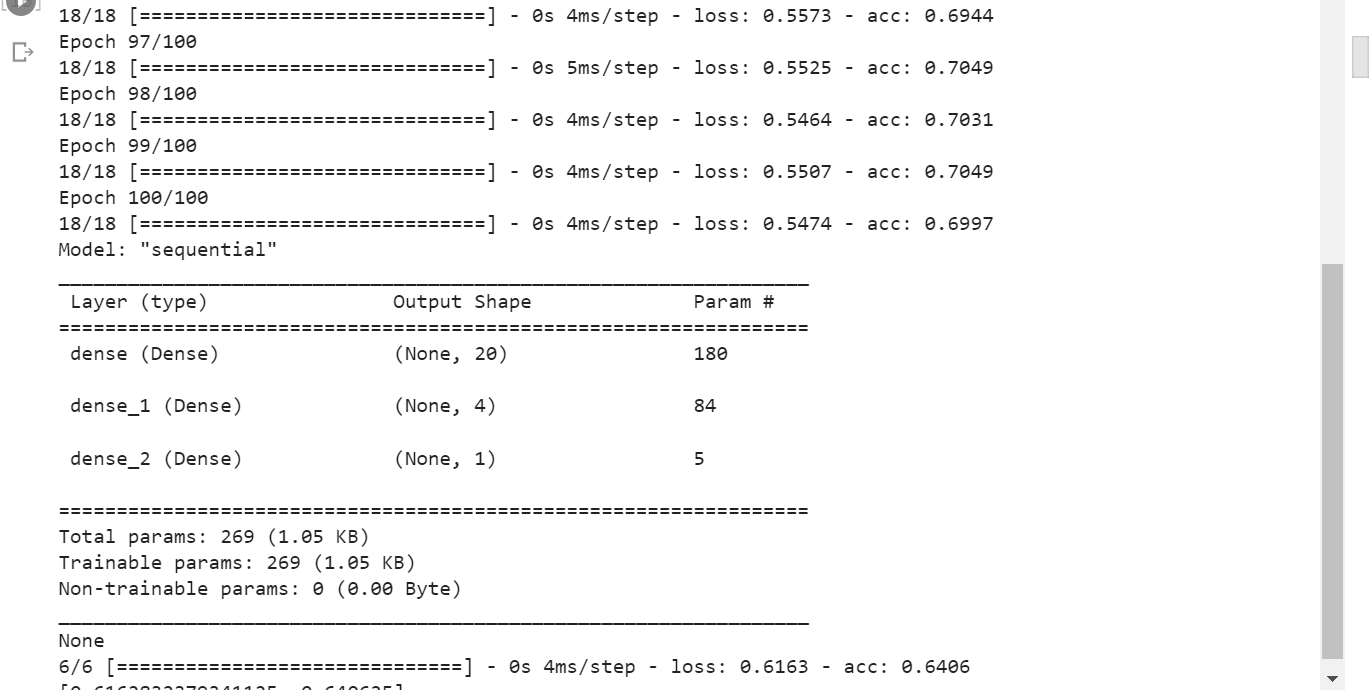 18/18 [==============================] - 0s 4ms/step - loss: 0.5573 - acc: 0.6944
Epoch 97/100
18/18 [==============================] - 0s 5ms/step - loss: 0.5525 - acc: 0.7049
Epoch 98/100
18/18 [==============================] - 0s 4ms/step - loss: 0.5464 - acc: 0.7031
Epoch 99/100
18/18 [==============================] - 0s 4ms/step - loss: 0.5507 - acc: 0.7049
Epoch 100/100
18/18 [==============================] - 0s 4ms/step - loss: 0.5474 - acc: 0.6997
Model: "sequential"
_________________________________________________________________
Layer (type) Output Shape Param #
=================================================================
dense (Dense) (None, 20) 180
dense_1 (Dense) (None, 4) 84
dense_2 (Dense) (None, 1) 5
=================================================================
Total params: 269 (1.05 KB)
Trainable params: 269 (1.05 KB)
Non-trainable params: 0 (0.00 Byte)
_________________________________________________________________
None
6/6 [==============================] - 0s 4ms/step - loss: 0.6163 - acc: 0.6406